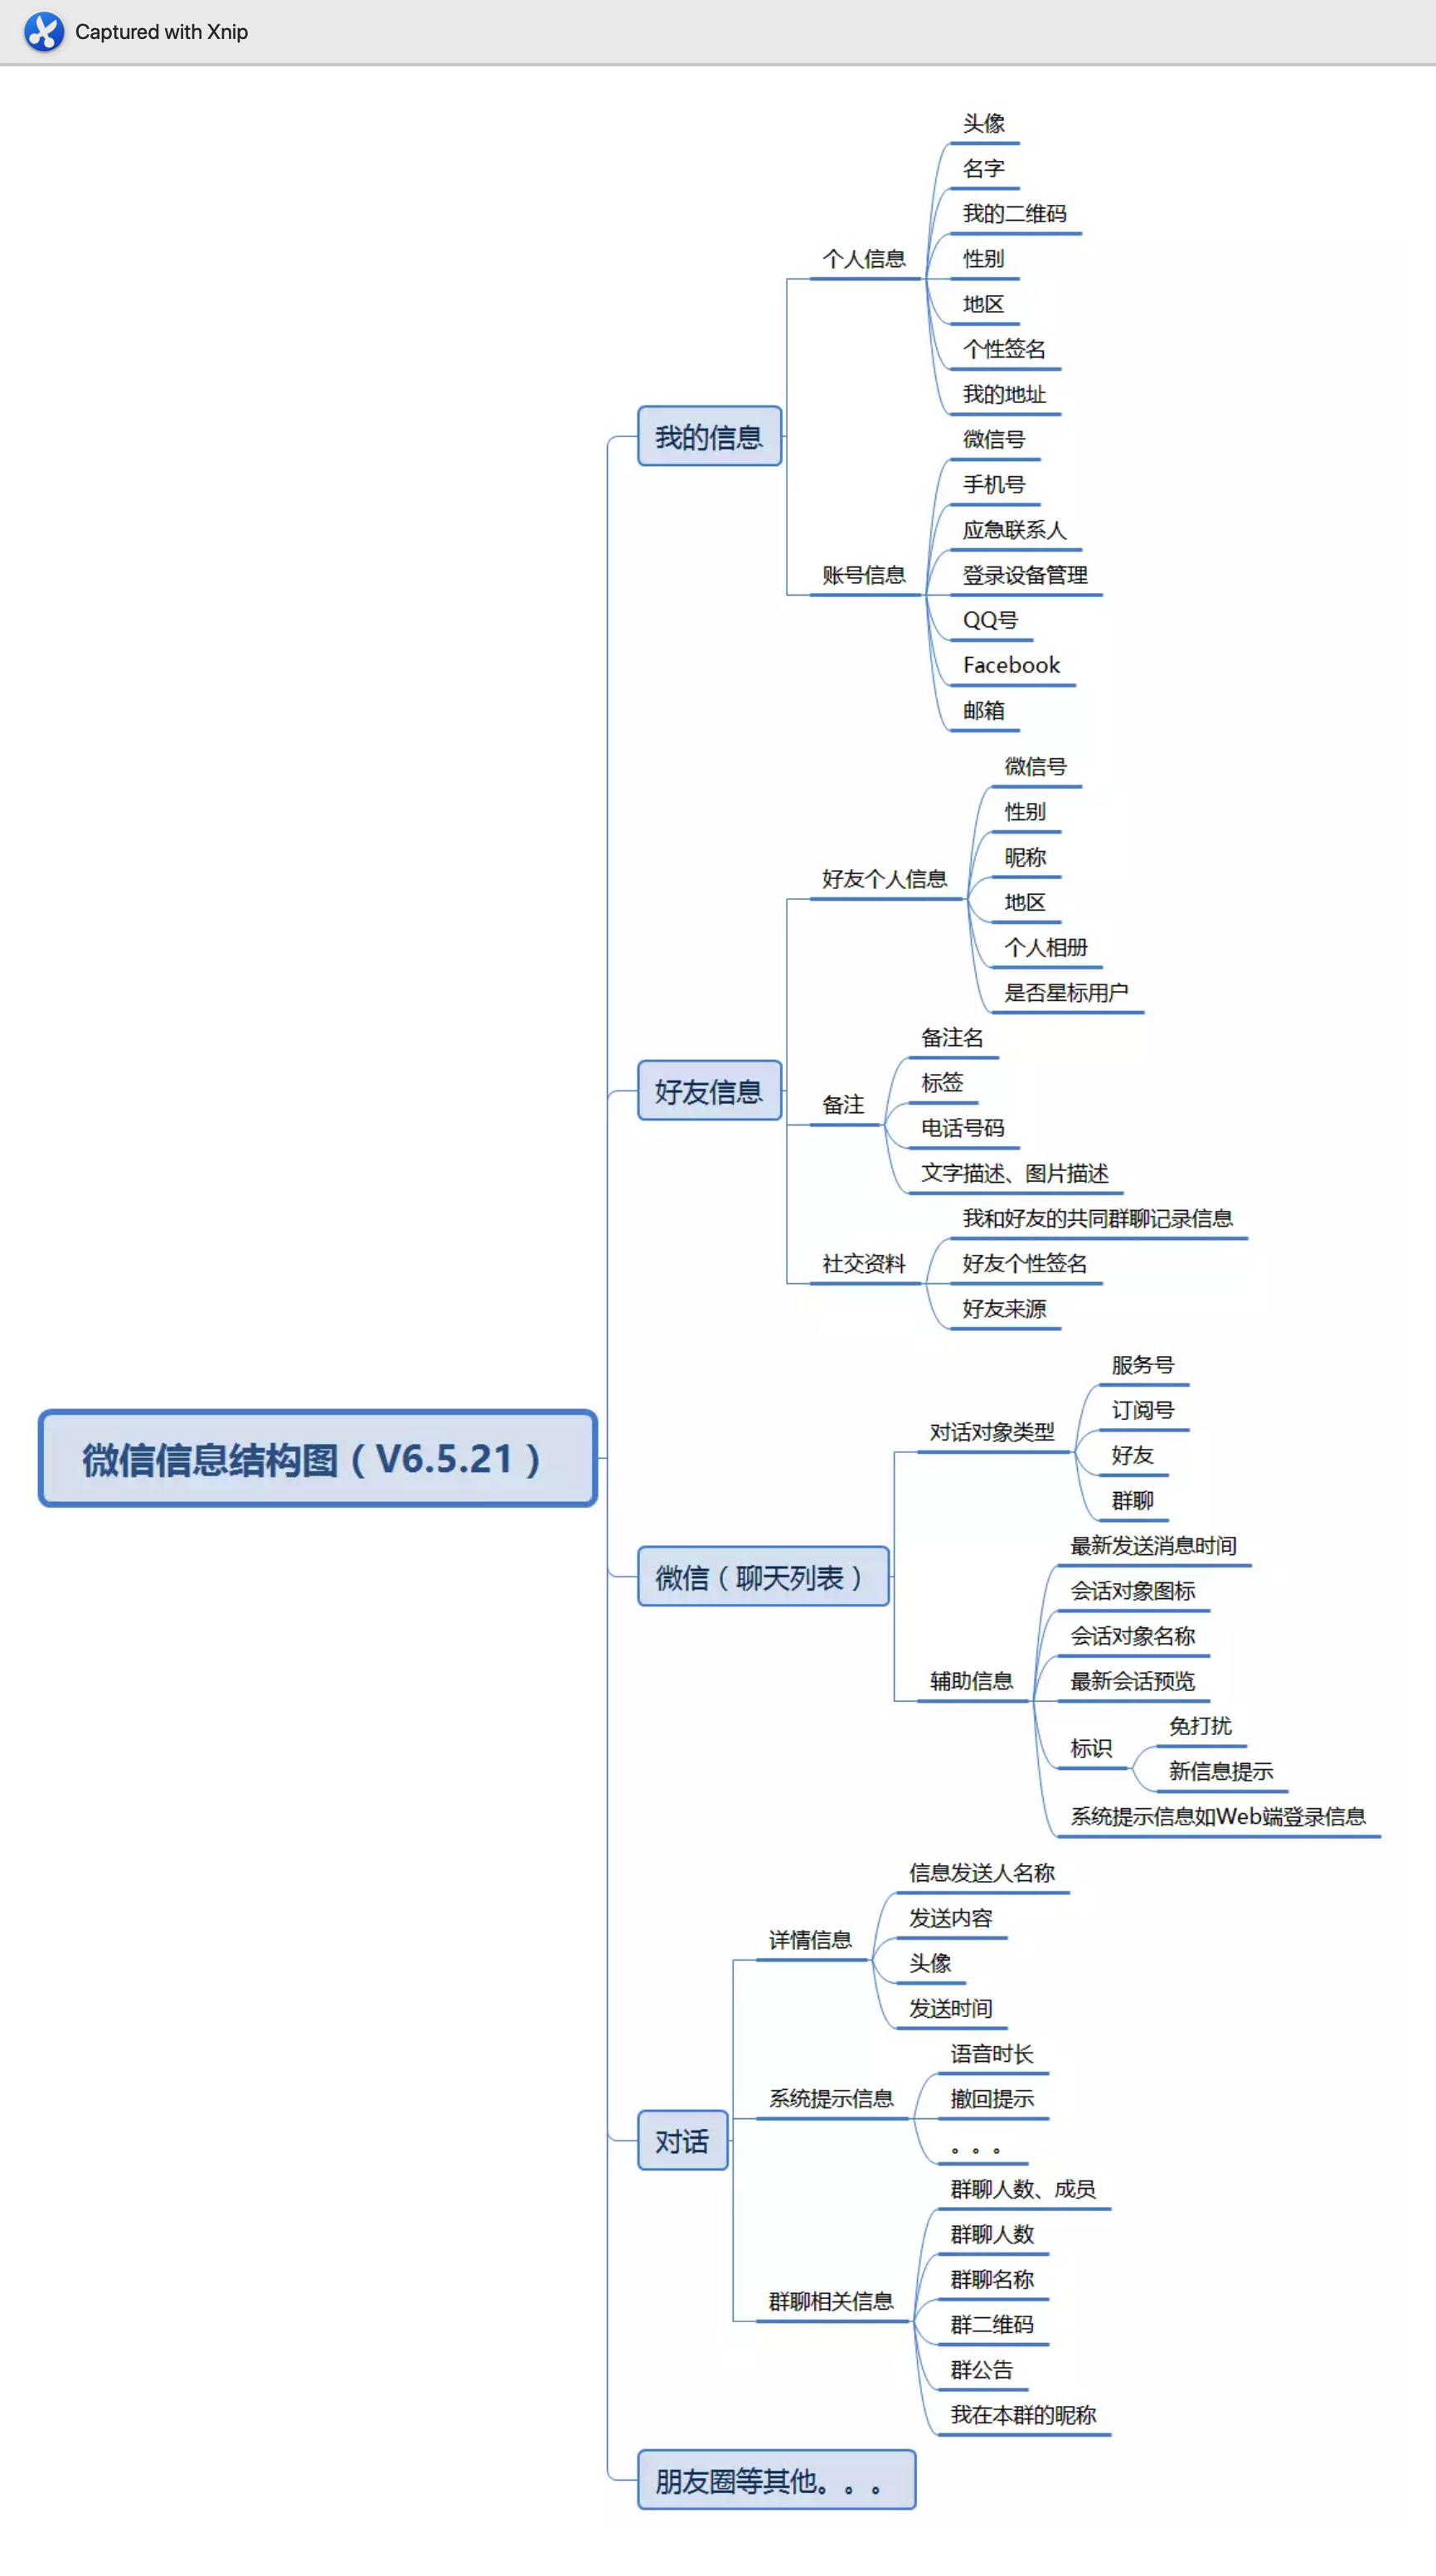 Captured with Xnip
微信信息结构图（V6.5.21）
我的信息
个人信息
头像
名字
我的二维码
性别
地区
个性签名
我的地址
账号信息
微信号
手机号
应急联系人
登录设备管理
QQ号
Facebook
邮箱
好友信息
好友个人信息
微信号
性别
昵称
地区
个人相册
是否星标用户
备注
备注名
标签
电话号码
文字描述、图片描述
社交资料
我和好友的共同群聊记录信息
好友个性签名
好友来源
微信（聊天列表）
对话对象类型
服务号
订阅号
好友
群聊
辅助信息
最新发送消息时间
会话对象图标
会话对象名称
最新会话预览
标识
免打扰
新信息提示
系统提示信息如Web端登录信息
对话
详情信息
信息发送人名称
发送内容
头像
发送时间
系统提示信息
语音时长
撤回提示
。。。
群聊相关信息
群聊人数、成员
群聊人数
群聊名称
群二维码
群公告
我在本群的昵称
朋友圈等其他。。。